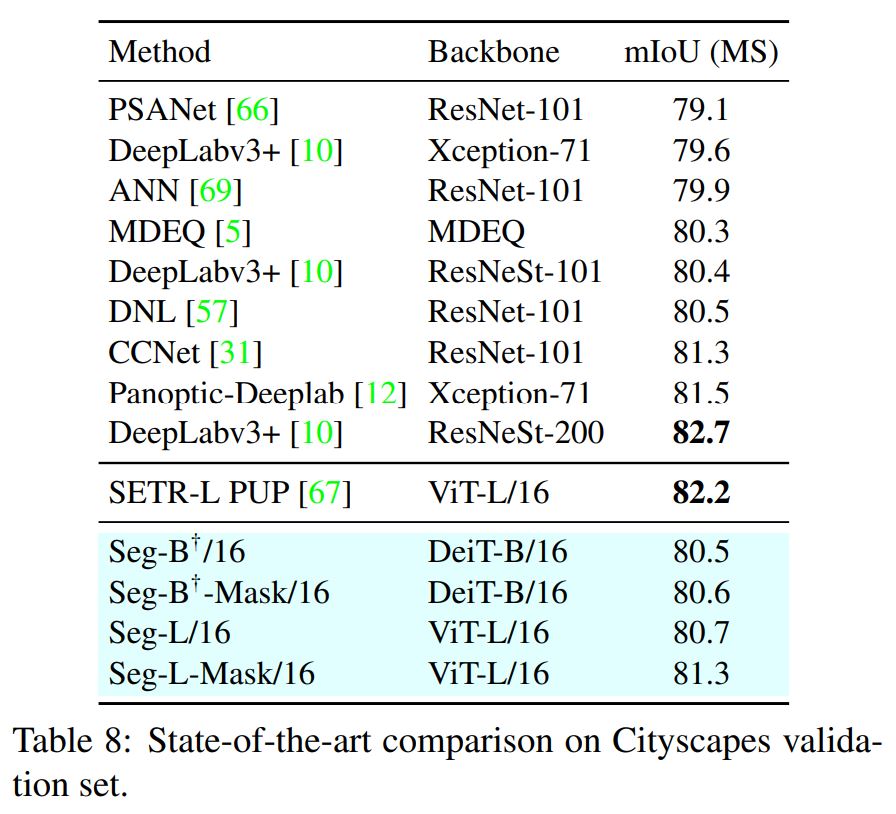 Method Backbone mIoU (MS)
PSANet [66] ResNet-101 79.1
DeepLabv3+ [10] Xception-71 79.6
ANN [69] ResNet-101 79.9
MDEQ [5] MDEQ 80.3
DeepLabv3+ [10] ResNeSt-101 80.4
DNL [57] ResNet-101 80.5
CCNet [31] ResNet-101 81.3
Panoptic-Deeplab [12] Xception-71 81.5
DeepLabv3+ [10] ResNeSt-200 82.7
SETR-L PUP [67] ViT-L/16 82.2
Seg-B†/16 DeiT-B/16 80.5
Seg-B†-Mask/16 DeiT-B/16 80.6
Seg-L/16 ViT-L/16 80.7
Seg-L-Mask/16 ViT-L/16 81.3
Table 8: State-of-the-art comparison on Cityscapes valida-
tion set.